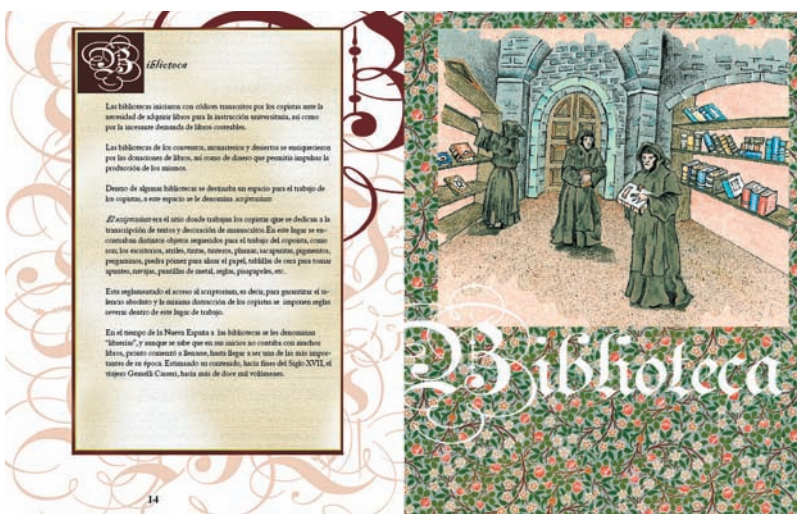 Biblioteca
Las bibliotecas iniciaron con códices transcritos por los copistas ante la
necesidad de adquirir libros para la instrucción universitaria, así como
por la incesante demanda de libros costeables.
Las bibliotecas de los conventos, monasterios y desiertos se enriquecieron
por las donaciones de libros, así como de dinero que permitía impulsar la
producción de los mismos.
Dentro de algunas bibliotecas se destinaba un espacio para el trabajo de
los copistas, a este espacio se le denomina scriptorium.
El scriptorium era el sitio donde trabajan los copistas que se dedican a la
transcripción de textos y decoración de manuscritos. En este lugar se en-
contraban distintos objetos requeridos para el trabajo del copista, como
son; los escritorios, atriles, tintas, tinteros, plumas, sacapuntas, pigmentos,
pergaminos, piedra pómez para alisar el papel, tablillas de cera para tomar
apuntes, navajas, puntillas de metal, reglas, pisapapeles, etc.
Esta reglamentado el acceso al scriptorium, es decir, para garantizar el si-
lencio absoluto y la mínima distracción de los copistas se imponen reglas
severas dentro de este lugar de trabajo.
En el tiempo de la Nueva España a las bibliotecas se les denominan
"librerías", y aunque se sabe que en sus inicios no contaba con muchos
libros, pronto comenzó a llenarse, hasta llegar a ser una de las más impor-
tantes de su época. Estimando su contenido, hacia fines del Siglo XVII, el
viajero Gemelli Carreri, hacia más de doce mil volúmenes.
14
Biblioteca